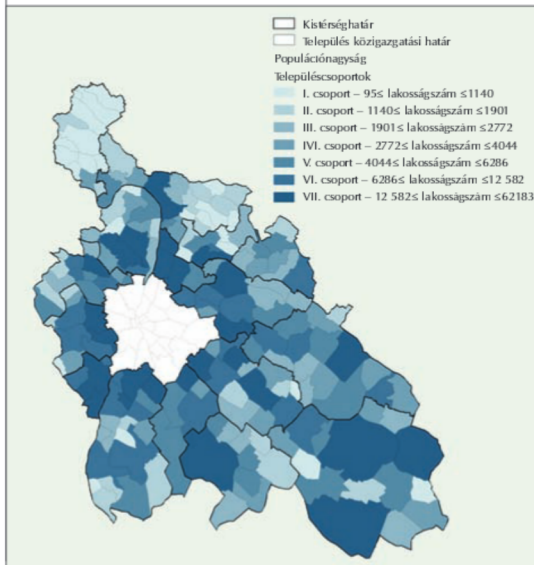 Kistérséghatár
Település közigazgatási határ
Populációnagyság
Településcsoportok
I. csoport – 95≤ lakosságszám ≤1140
II. csoport – 1140≤ lakosságszám ≤1901
III. csoport – 1901≤ lakosságszám ≤2772
IVI. csoport – 2772≤ lakosságszám ≤4044
V. csoport – 4044≤ lakosságszám ≤6286
VI. csoport – 6286≤ lakosságszám ≤12 582
VII. csoport – 12 582≤ lakosságszám ≤62183